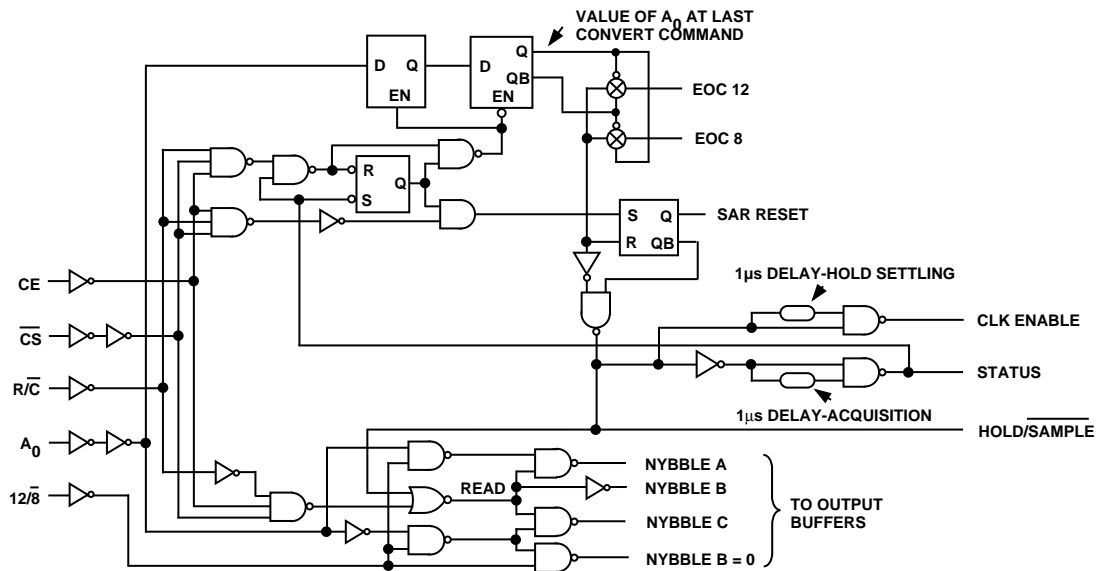 VALUE OF A0 AT LAST
CONVERT COMMAND
D Q
EN
D
Q
QB
EN
EOC 12
EOC 8
R
Q
S
S Q
R QB
SAR RESET
1µs DELAY-HOLD SETTLING
CE
CLK ENABLE
CS
STATUS
R/C
1µs DELAY-ACQUISITION
A0
HOLD/SAMPLE
NYBBLE A
READ
NYBBLE B
12/8
TO OUTPUT
BUFFERS
NYBBLE C
NYBBLE B = 0